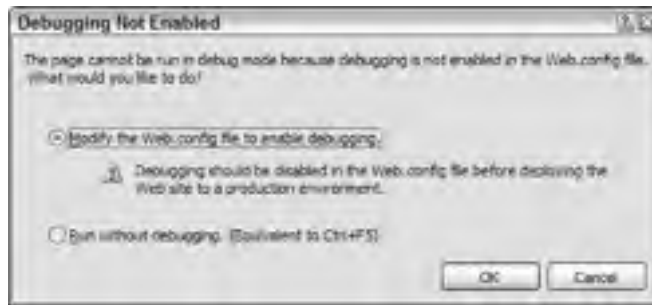 Debugging Not Enabled
The page cannot be run in debug mode because debugging is not enabled in the Web.config file.
What would you like to do?
Modify the Web.config file to enable debugging.
Debugging should be disabled in the Web.config file before deploying the
Web site to a production environment.
Run without debugging. (Equivalent to Ctrl+F5)
OK
Cancel